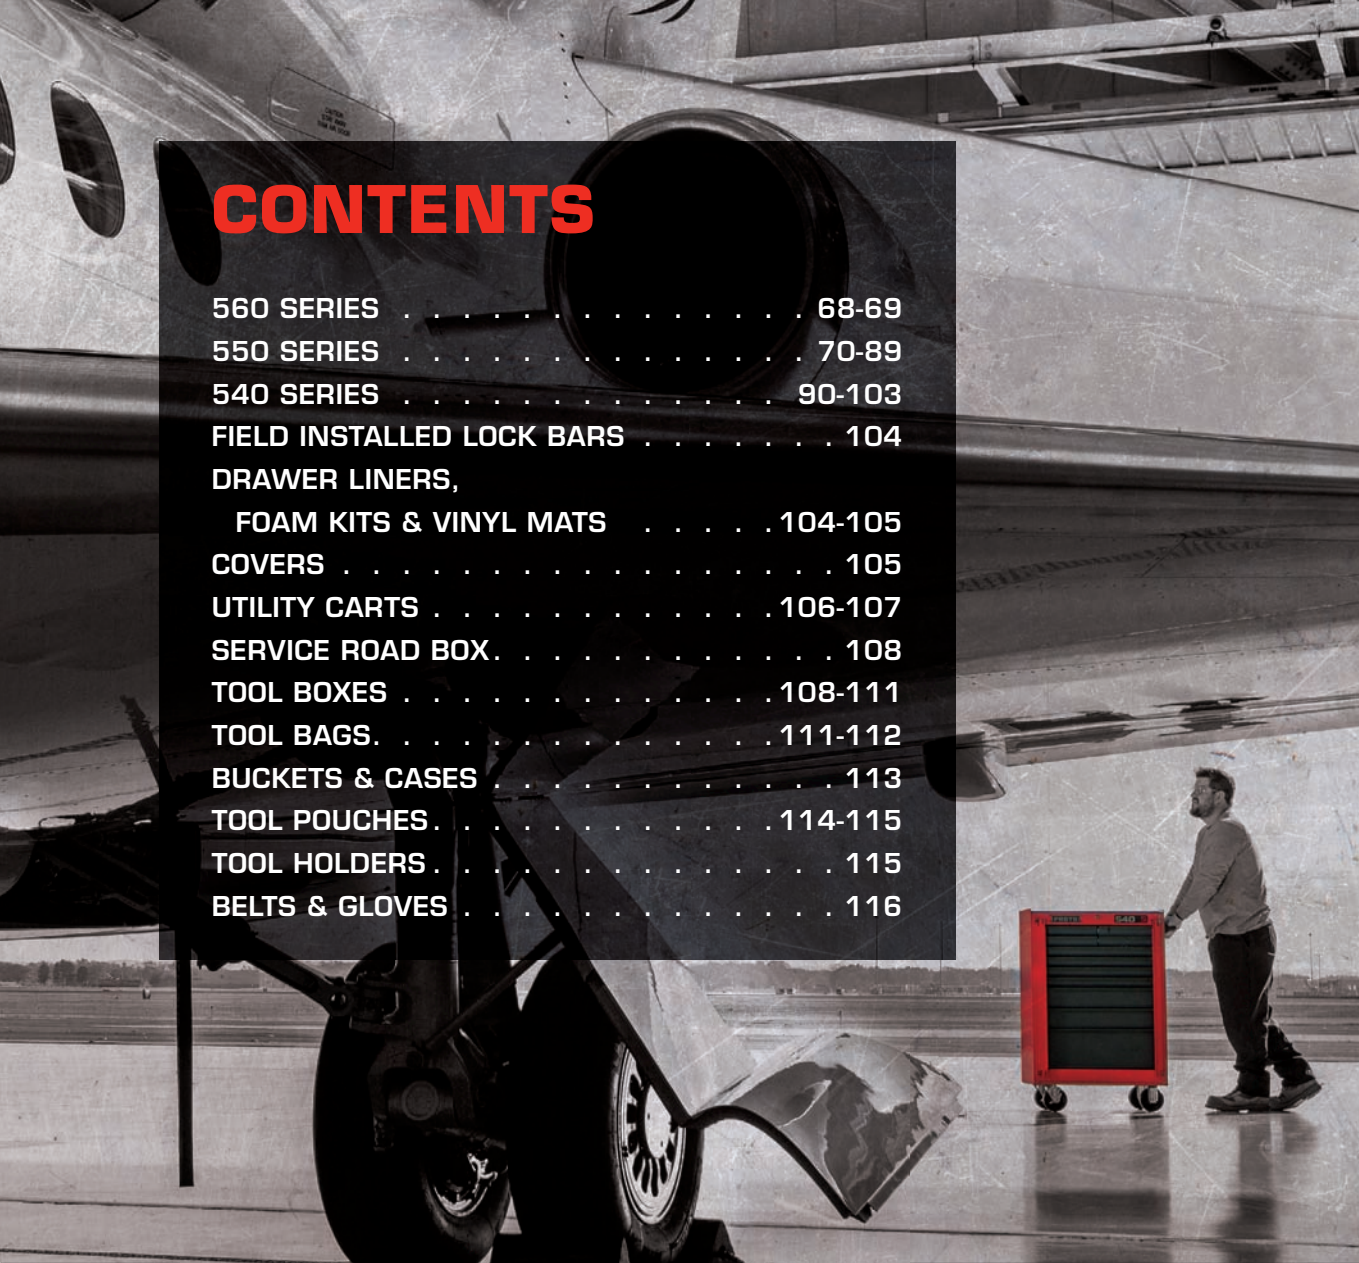 CAUTION
CONTENTS
560 SERIES . . . . . . . . . . . . . . 68-69
550 SERIES . . . . . . . . . . . . . . 70-89
540 SERIES . . . . . . . . . . . . . 90-103
FIELD INSTALLED LOCK BARS . . . . . . . 104
DRAWER LINERS,
FOAM KITS & VINYL MATS . . . . . 104-105
COVERS . . . . . . . . . . . . . . . . . 105
UTILITY CARTS . . . . . . . . . . . . 106-107
SERVICE ROAD BOX . . . . . . . . . . . . 108
TOOL BOXES . . . . . . . . . . . . . 108-111
TOOL BAGS . . . . . . . . . . . . . . 111-112
BUCKETS & CASES . . . . . . . . . . . . 113
TOOL POUCHES . . . . . . . . . . . . 114-115
TOOL HOLDERS . . . . . . . . . . . . . . 115
BELTS & GLOVES . . . . . . . . . . . . . 116
540